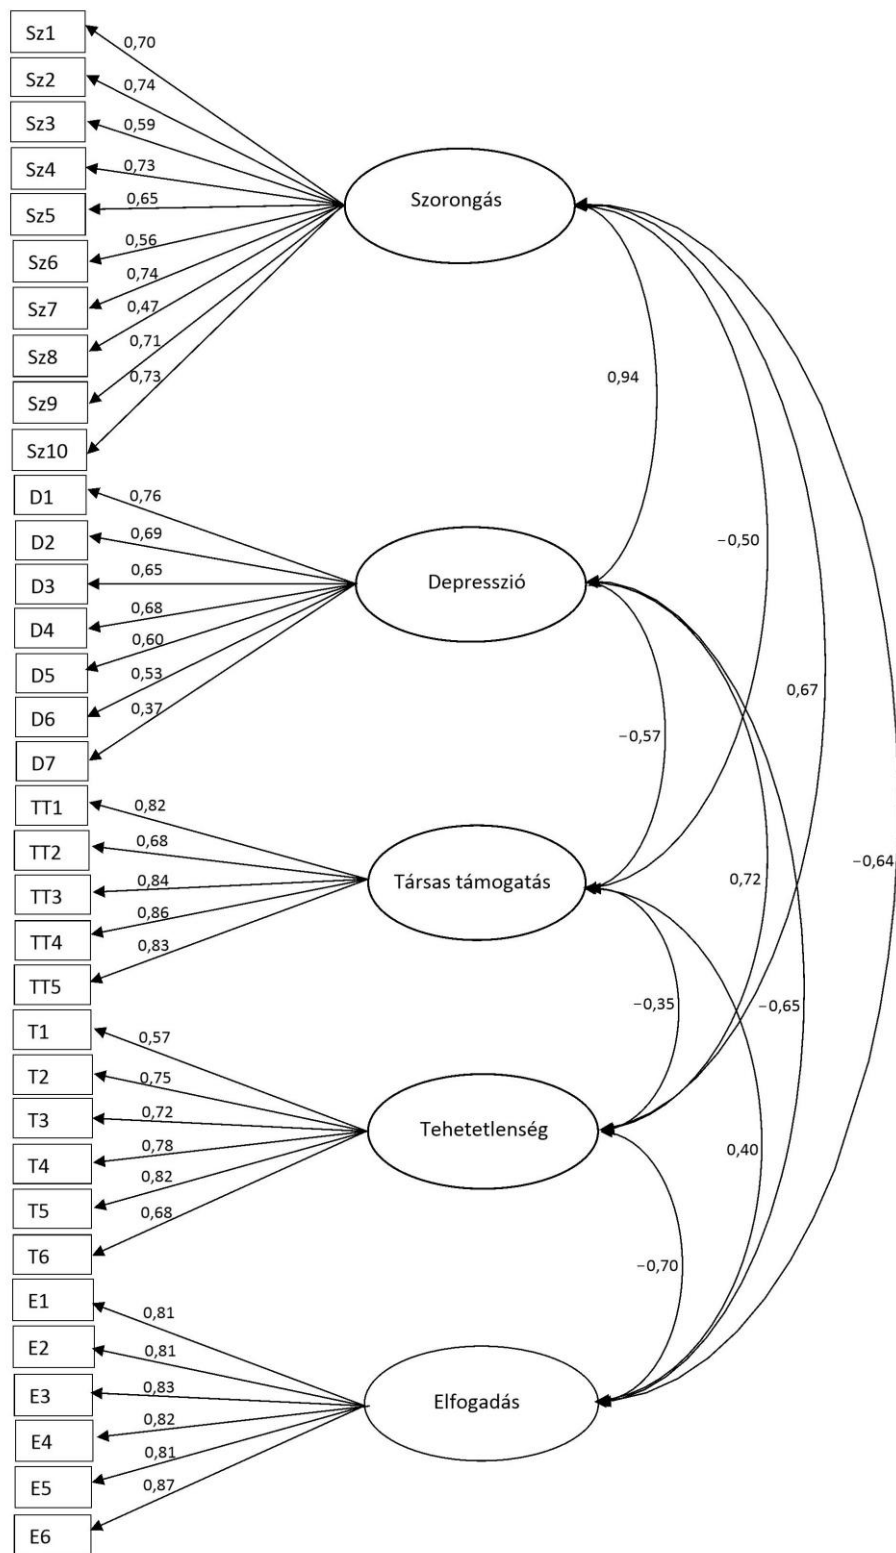 Sz1
0,70
Sz2
0,74
Sz3
0,59
Sz4
0,73
Sz5
0,65
Sz6
0,56
Sz7
0,74
Sz8
0,47
Sz9
0,71
Sz10
0,73
Szorongás
0,94
D1
0,76
D2
0,69
D3
0,65
D4
0,68
D5
0,60
D6
0,53
D7
0,37
Depresszió
−0,50
−0,57
0,67
TT1
0,82
TT2
0,68
TT3
0,84
TT4
0,86
TT5
0,83
Társas támogatás
0,72
−0,64
−0,35
−0,65
T1
0,57
T2
0,75
T3
0,72
T4
0,78
T5
0,82
T6
0,68
Tehetetlenség
0,40
−0,70
E1
0,81
E2
0,81
E3
0,83
E4
0,82
E5
0,81
E6
0,87
Elfogadás